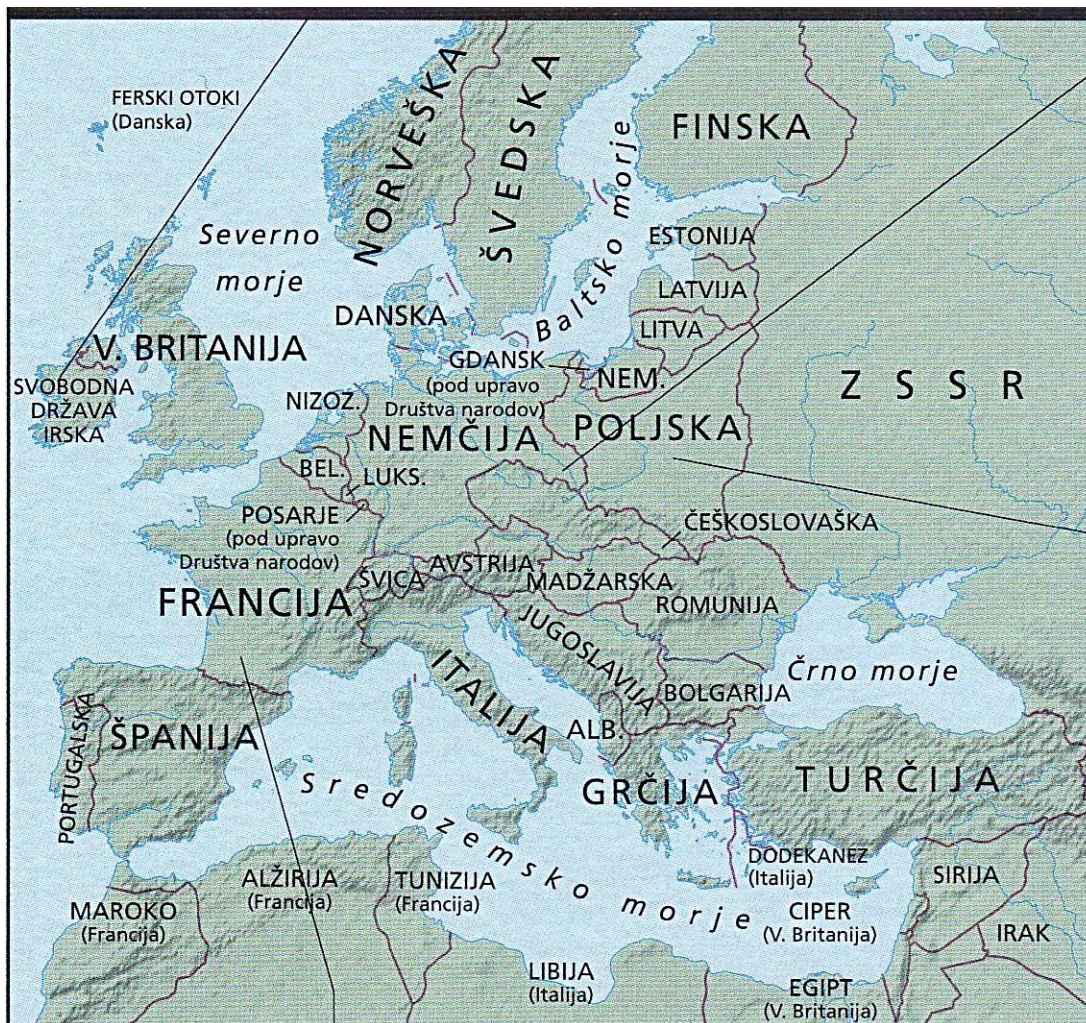 FERSKI OTOKI
(Danska)
NORVEŠKA
ŠVEDSKA
FINSKA
Severno
morje
Baltsko morje
ESTONIJA
LATVIJA
LITVA
DANSKA
V. BRITANIJA
SVOBODNA
DRŽAVA
IRSKA
GDANSK
(pod upravo
Društva narodov)
NEM.
Z S S R
NIZOZ.
NEMČIJA
POLJSKA
BEL.
LUKS.
POSARJE
(pod upravo
Društva narodov)
ČEŠKOSLOVAŠKA
ŠVICA
AVSTRIJA
MADŽARSKA
FRANCIJA
ROMUNIJA
JUGOSLAVIJA
ITALIJA
Črno morje
BOLGARIJA
PORTUGALSKA
ŠPANIJA
ALB.
GRČIJA
TURČIJA
Sredozemsko morje
DODEKANEZ
(Italija)
SIRIJA
ALŽIRIJA
(Francija)
TUNIZIJA
(Francija)
MAROKO
(Francija)
CIPER
(V. Britanija)
IRAK
LIBIJA
(Italija)
EGIPT
(V. Britanija)